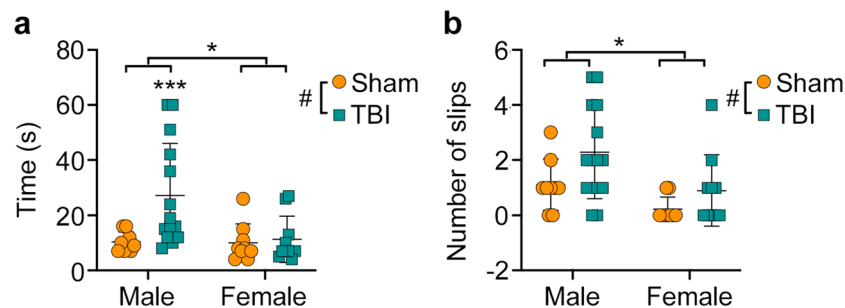 a
*
***
80
60
40
20
0
Time (s)
Male
Female
#
Sham
TBI
b
*
6
4
2
0
-2
Number of slips
Male
Female
#
Sham
TBI